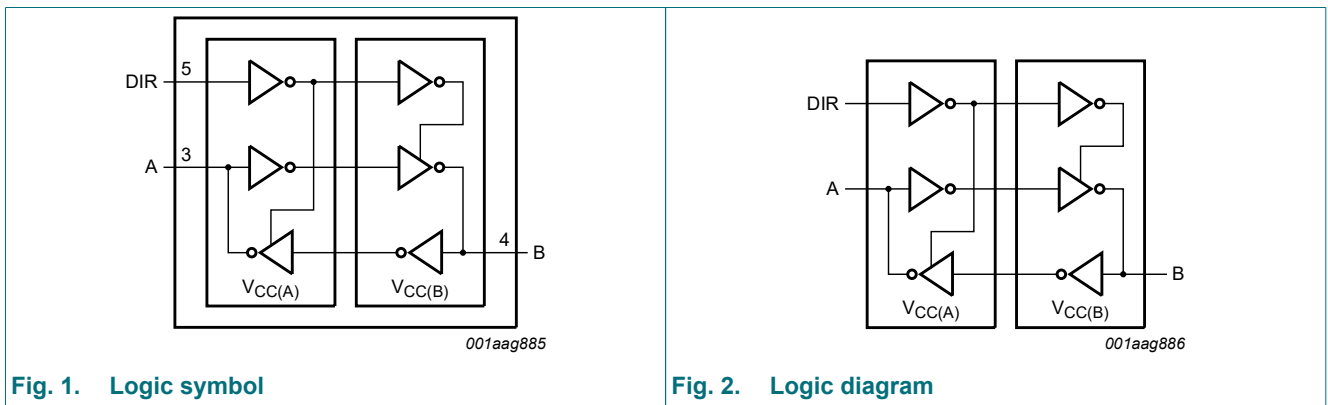 DIR 5
A 3
4 B
VCC(A) VCC(B)
001aag885
Fig. 1. Logic symbol
DIR
A
B
VCC(A) VCC(B)
001aag886
Fig. 2. Logic diagram